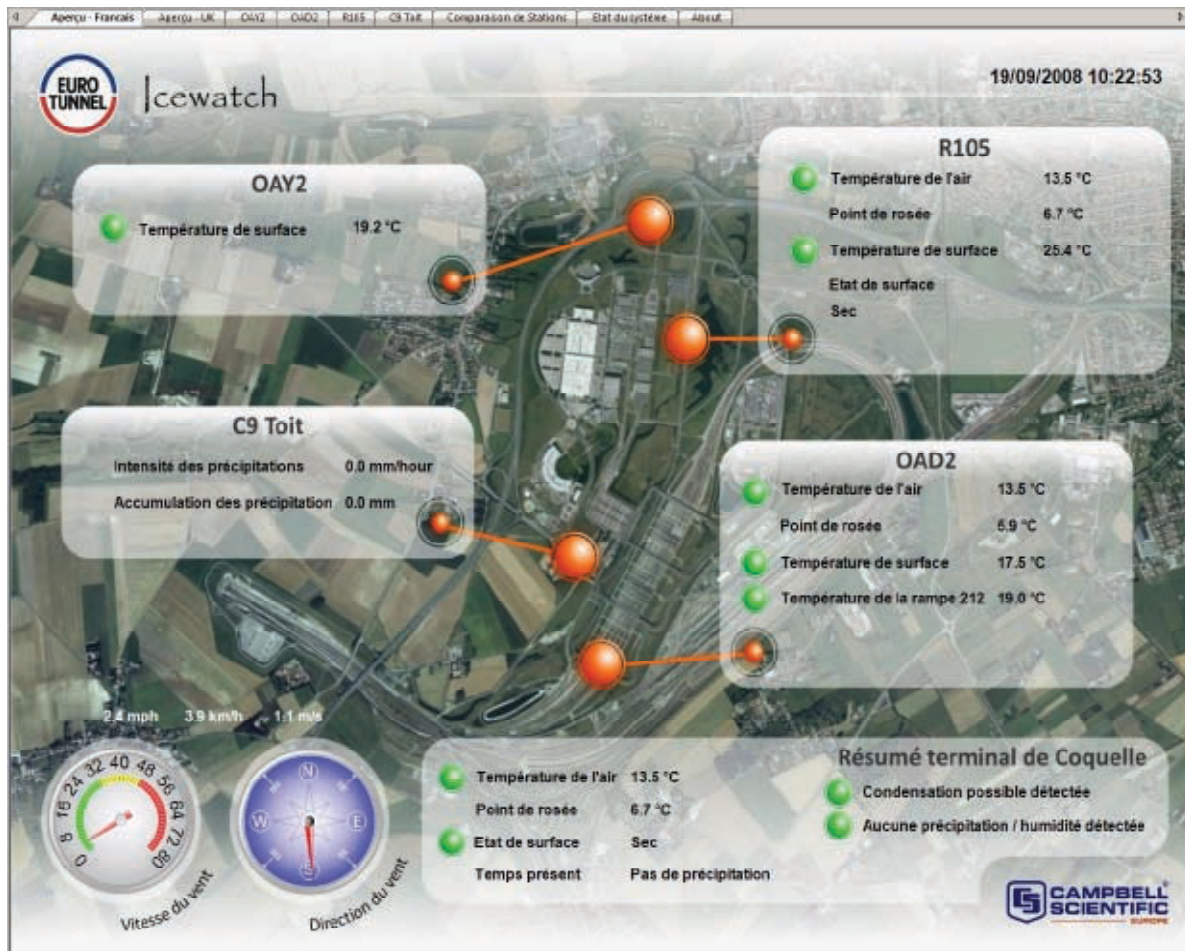 Aperçu - Francais Aperçu - UK OAY2 OAD2 R105 C9 Toit Comparaison de Stations Etat du système About
EURO
TUNNEL
Icewatch
19/09/2008 10:22:53
OAY2
Température de surface 19.2 °C
R105
Température de l'air 13.5 °C
Point de rosée 6.7 °C
Température de surface 25.4 °C
Etat de surface
Sec
C9 Toit
Intensité des précipitations 0.0 mm/hour
Accumulation des précipitation 0.0 mm
OAD2
Température de l'air 13.5 °C
Point de rosée 5.9 °C
Température de surface 17.5 °C
Température de la rampe 212 19.0 °C
2.4 mph 3.9 km/h 1.1 m/s
0 8 16 24 32 40 48 56 64 72 80
Vitesse du vent
N
W E
S
Direction du vent
Température de l'air 13.5 °C
Point de rosée 6.7 °C
Etat de surface Sec
Temps présent Pas de précipitation
Résumé terminal de Coquelle
Condensation possible détectée
Aucune précipitation / humidité détectée
CS CAMPBELL
SCIENTIFIC
EUROPE